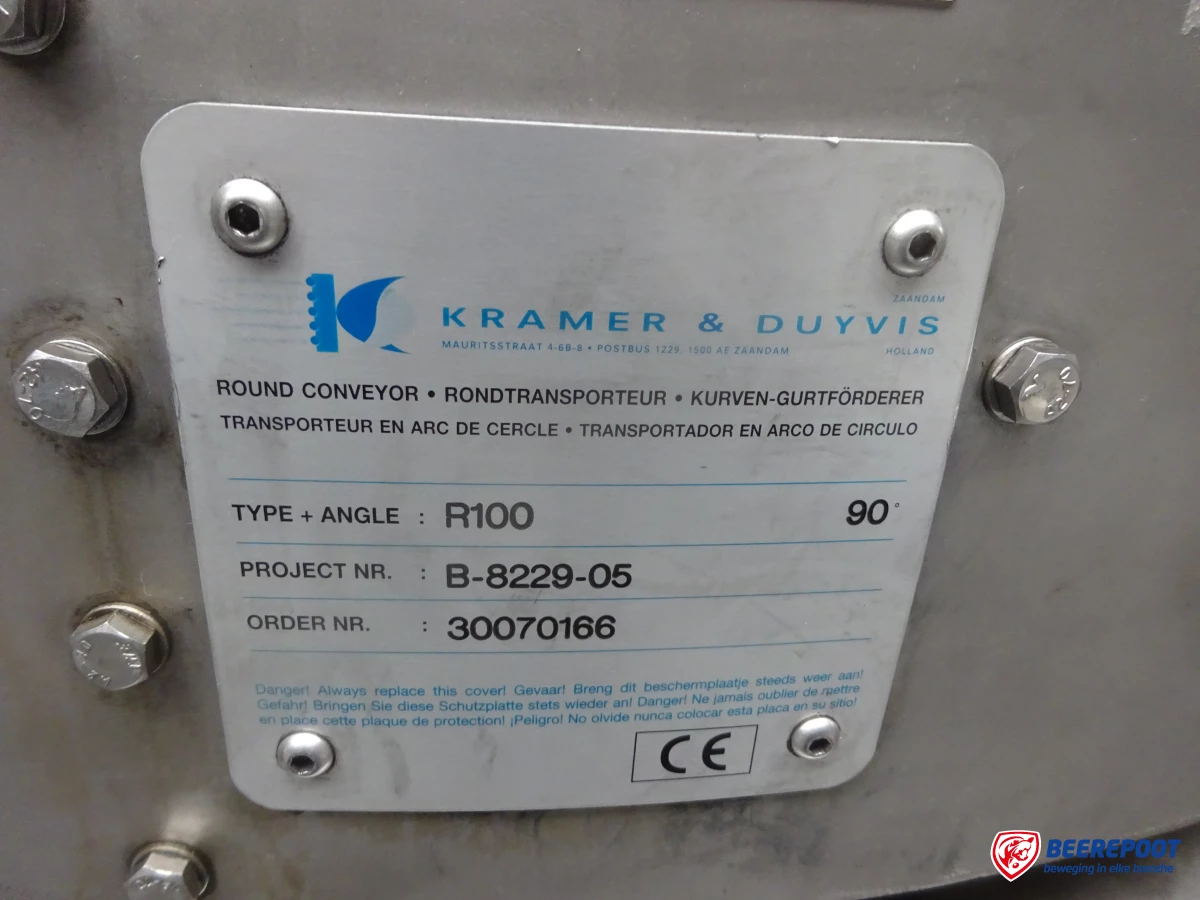 ZAANDAM
KRAMER & DUYVIS
MAURITSSTRAAT 4-6B-8 • POSTBUS 1229, 1500 AE ZAANDAM HOLLAND
ROUND CONVEYOR • RONDTRANSPORTEUR • KURVEN-GURTFÖRDERER
TRANSPORTEUR EN ARC DE CERCLE • TRANSPORTADOR EN ARCO DE CIRCULO
TYPE + ANGLE : R100 90°
PROJECT NR. : B-8229-05
ORDER NR. : 30070166
Danger! Always replace this cover! Gevaar! Breng dit beschermplaatje steeds weer aan!
Gefahr! Bringen Sie diese Schutzplatte stets wieder an! Danger! Ne jamais oublier de mettre
en place cette plaque de protection! ¡Peligro! No olvide nunca colocar esta placa en su sitio!
CE
BEEREPOOT
beweging in elke branche